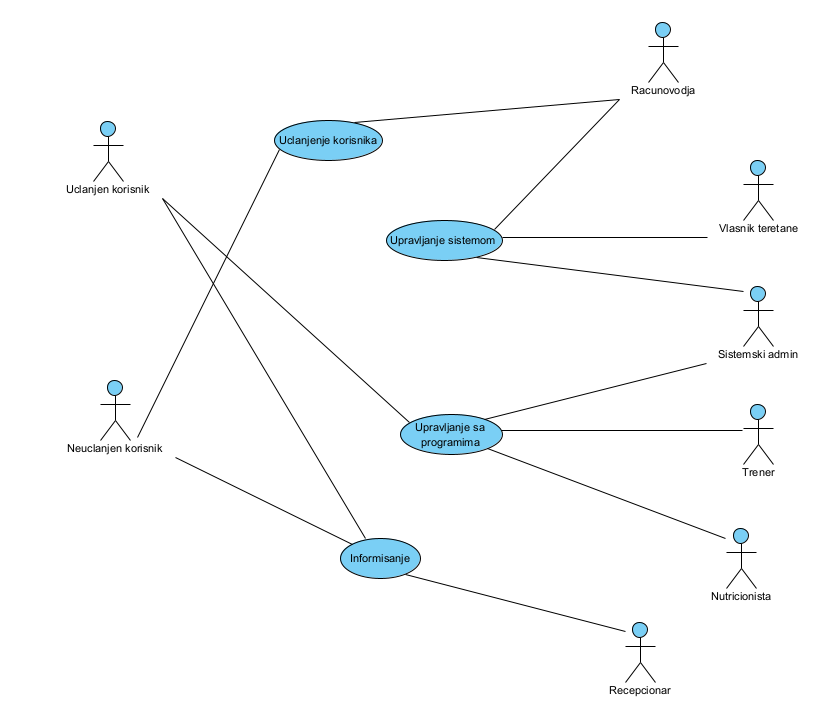 Racunovodja
Uclanjenje korisnika
Uclanjen korisnik
Vlasnik teretane
Upravljanje sistemom
Sistemski admin
Upravljanje sa
programima
Neuclanjen korisnik
Trener
Informisanje
Nutricionista
Recepcionar